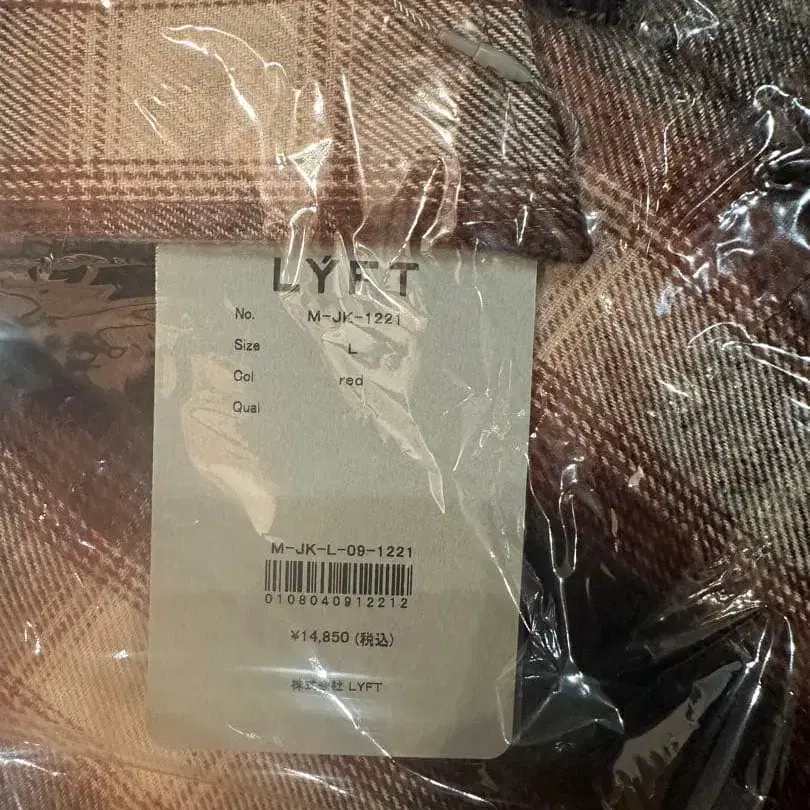 LÝFT
No. M-JK-1221
Size L
Col red
Qual
M-JK-L-09-1221
0108040912212
¥14,850 (税込)
株式会社 LYFT